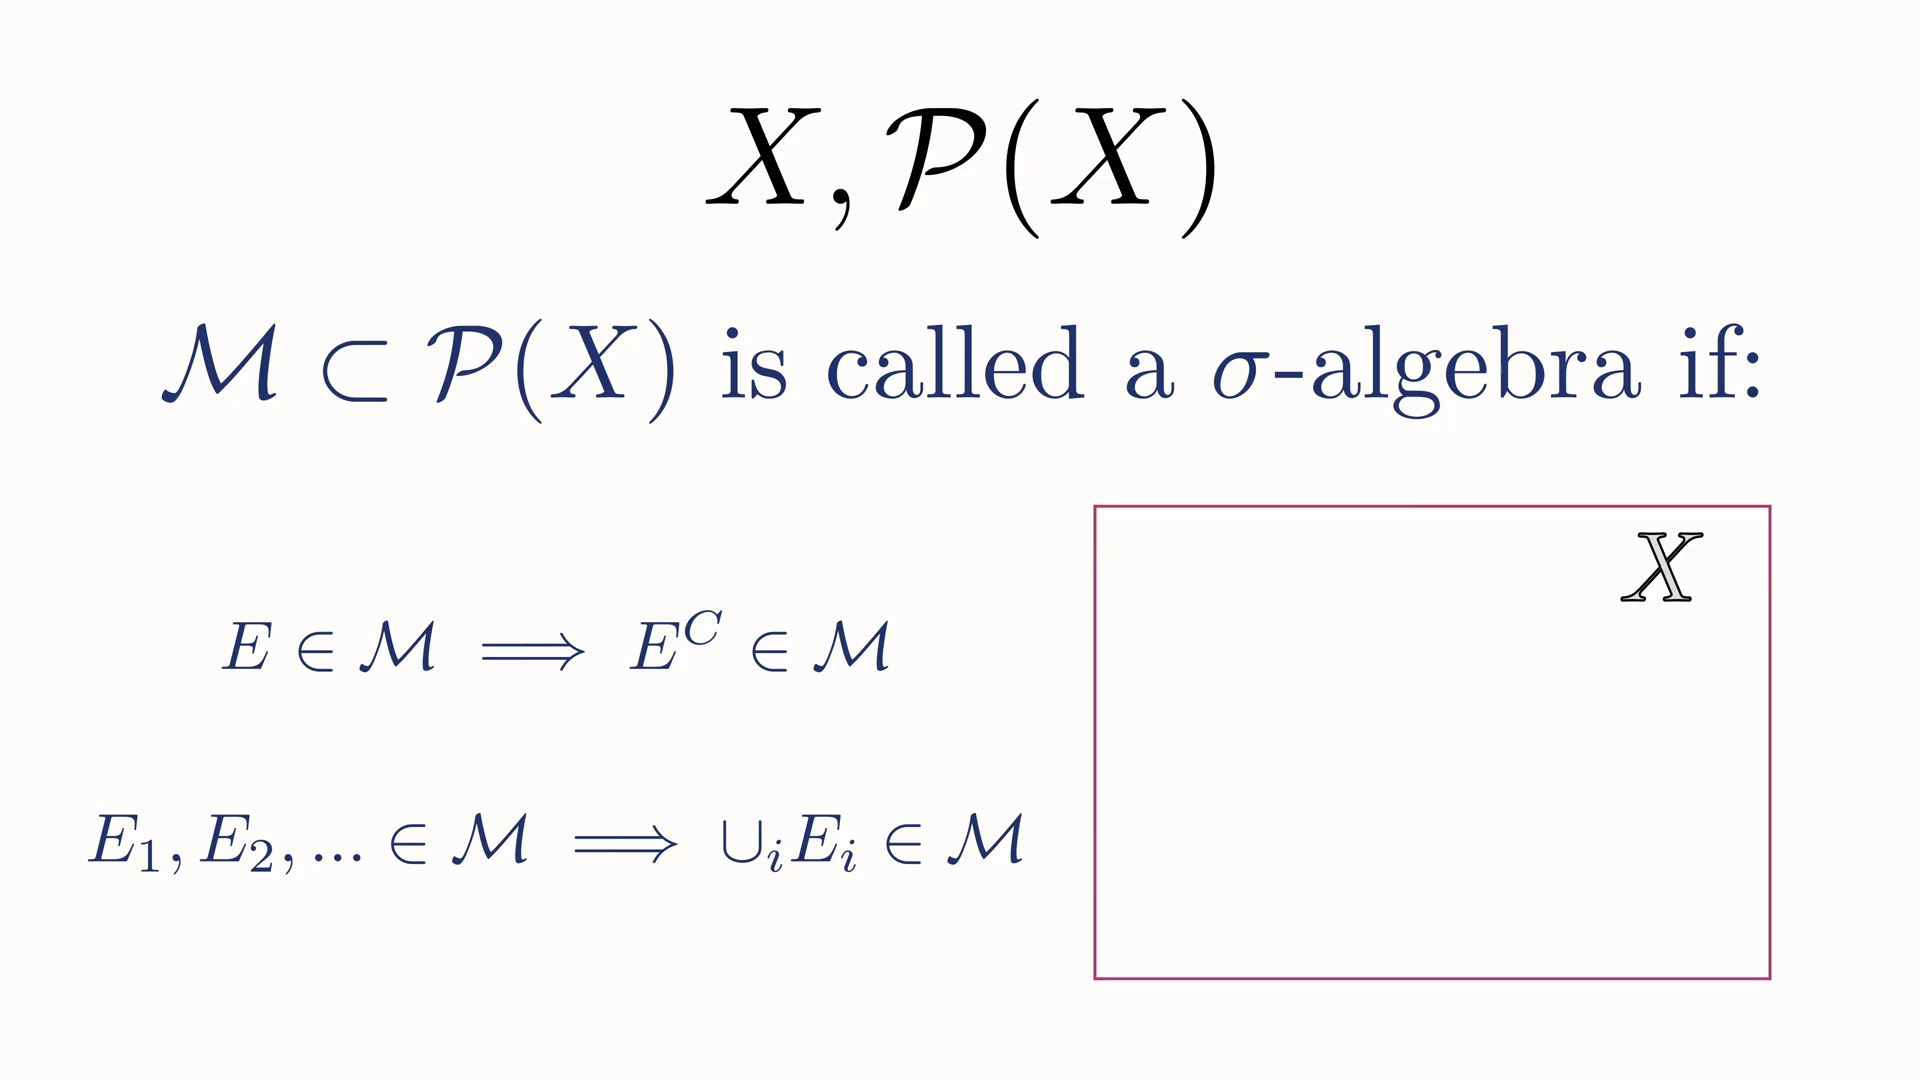 X, 𝒫(X)
ℳ ⊂ 𝒫(X) is called a σ-algebra if:
X
E ∈ ℳ ⟹ E^C ∈ ℳ
E₁, E₂, ... ∈ ℳ ⟹ ∪ᵢEᵢ ∈ ℳ